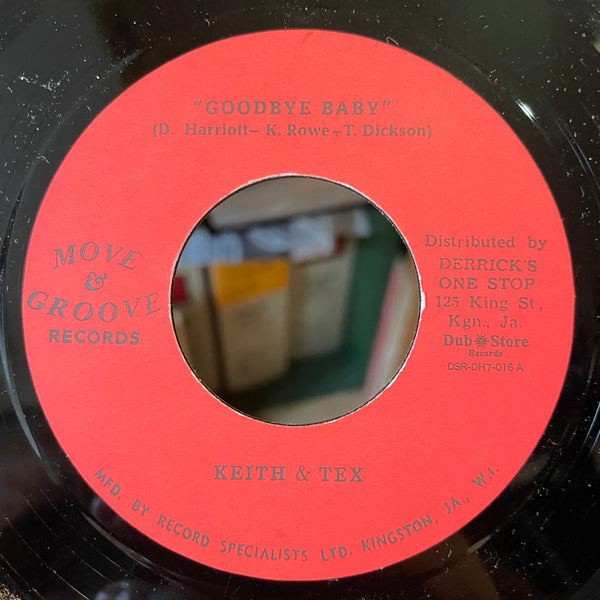 "GOODBYE BABY"
(D. Harriott- K. Rowe-T. Dickson)
MOVE
&
GROOVE
RECORDS
Distributed by
DERRICK'S
ONE STOP
125 King St,
Kgn., Ja.
Dub Store
Records
DSR-DH7-016 A
KEITH & TEX
MFD. BY RECORD SPECIALISTS LTD. KINGSTON, JA., W.I.